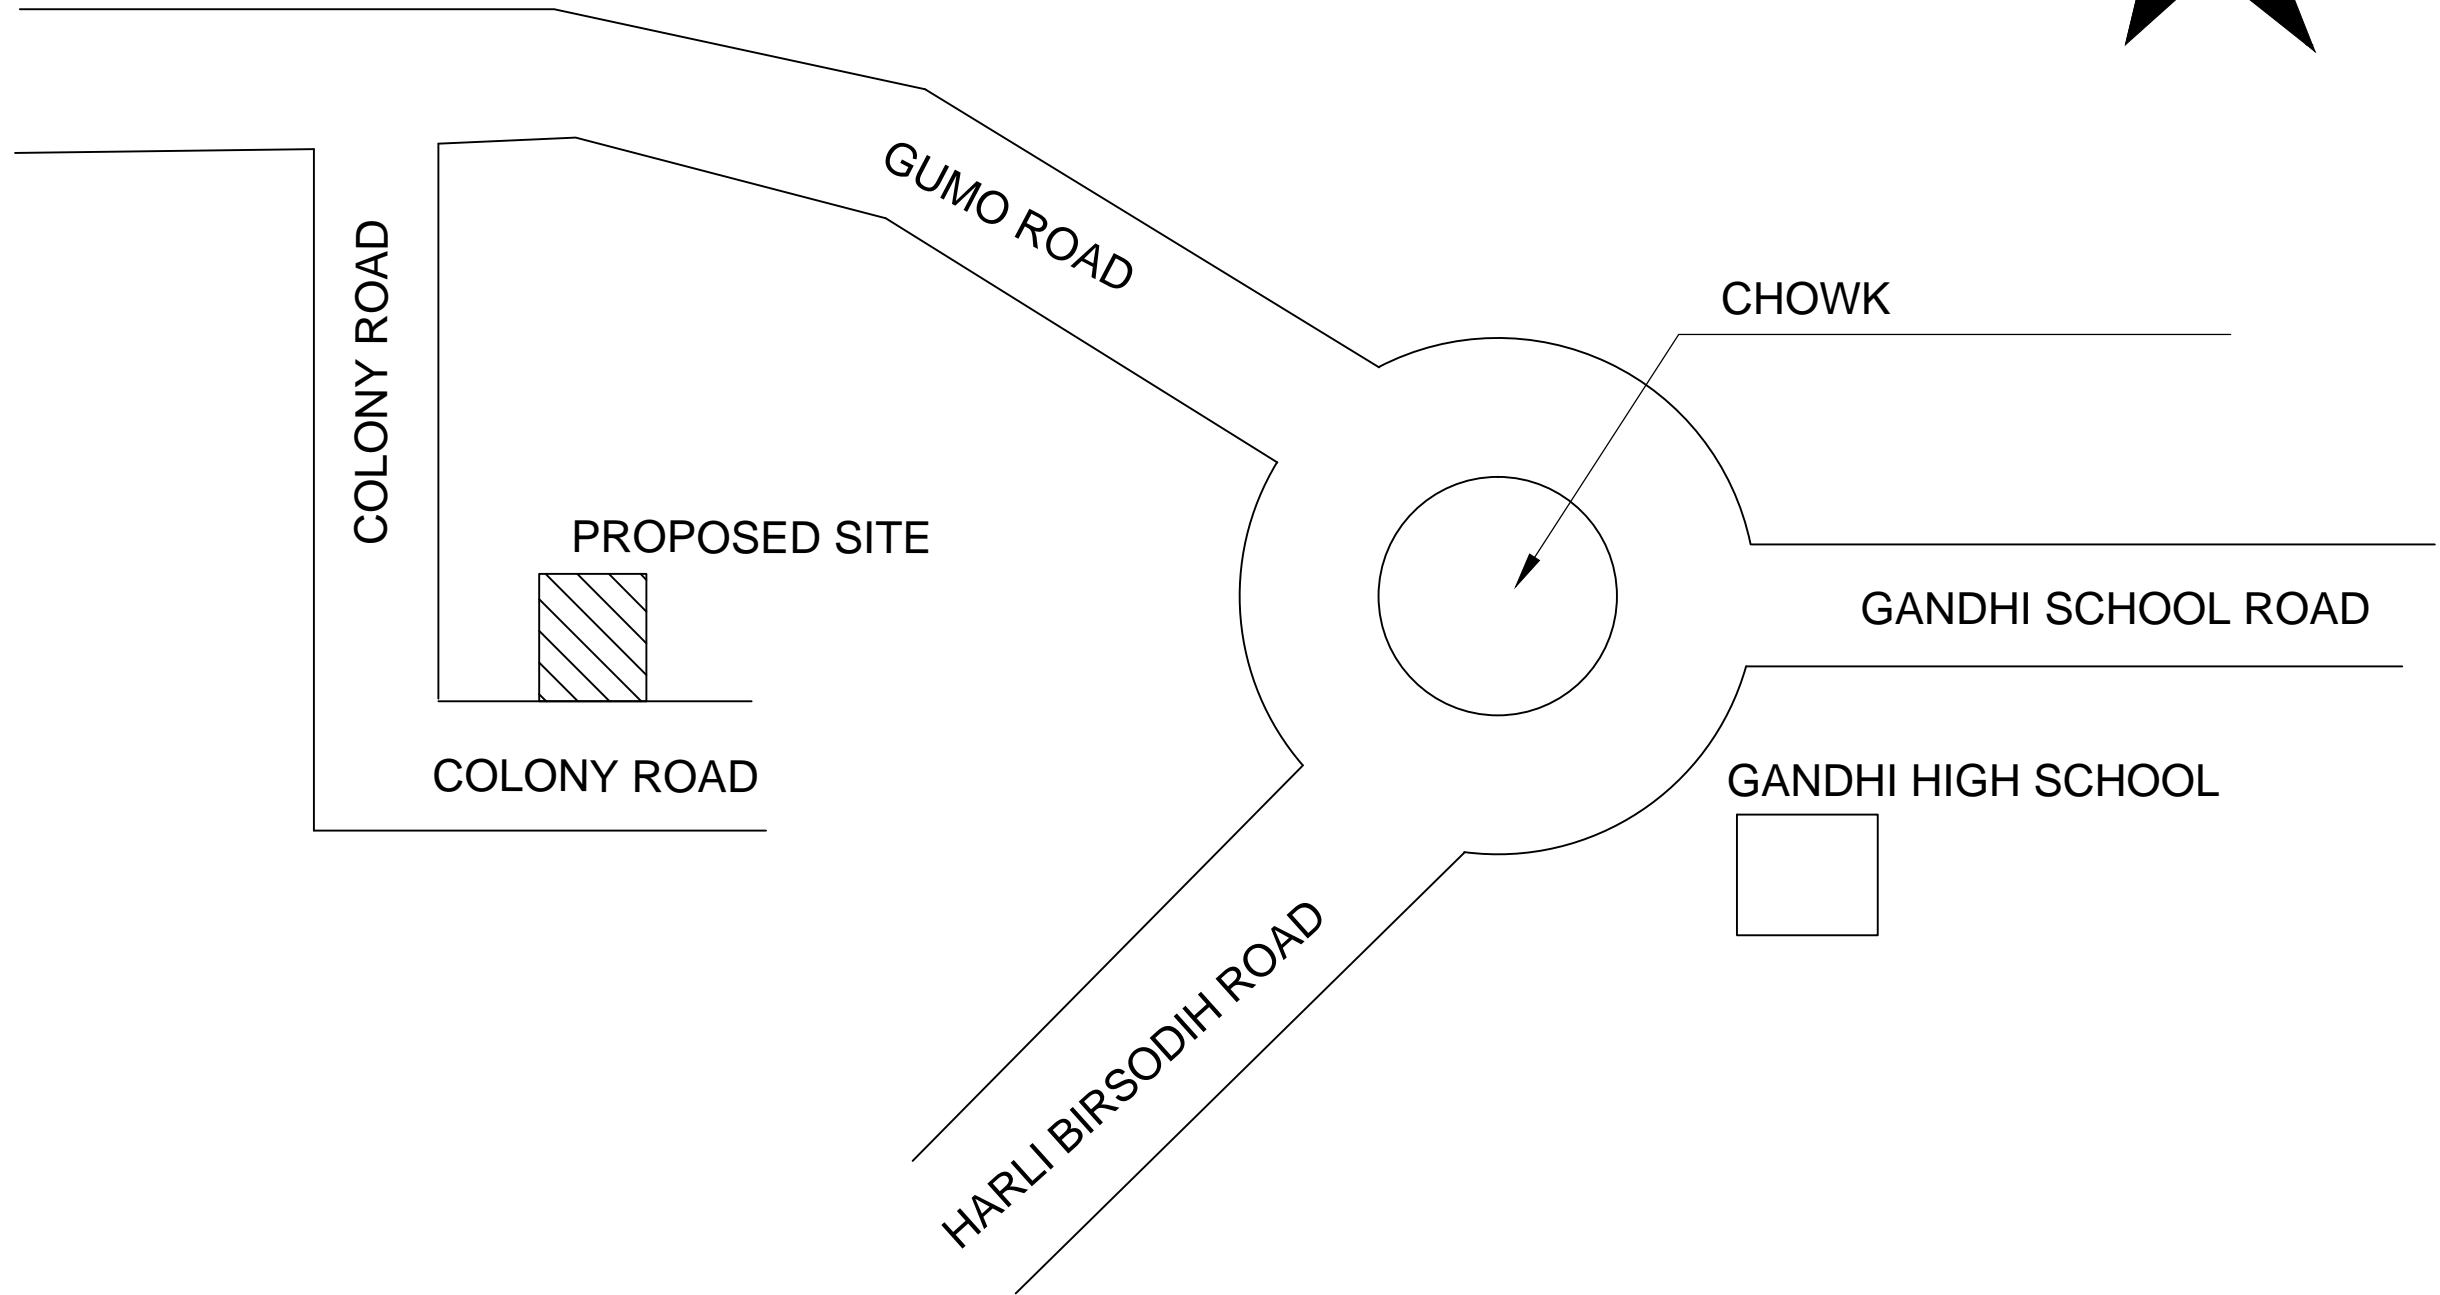 GUMO ROAD
COLONY ROAD
CHOWK
PROPOSED SITE
GANDHI SCHOOL ROAD
COLONY ROAD
GANDHI HIGH SCHOOL
HARLI BIRSODIH ROAD